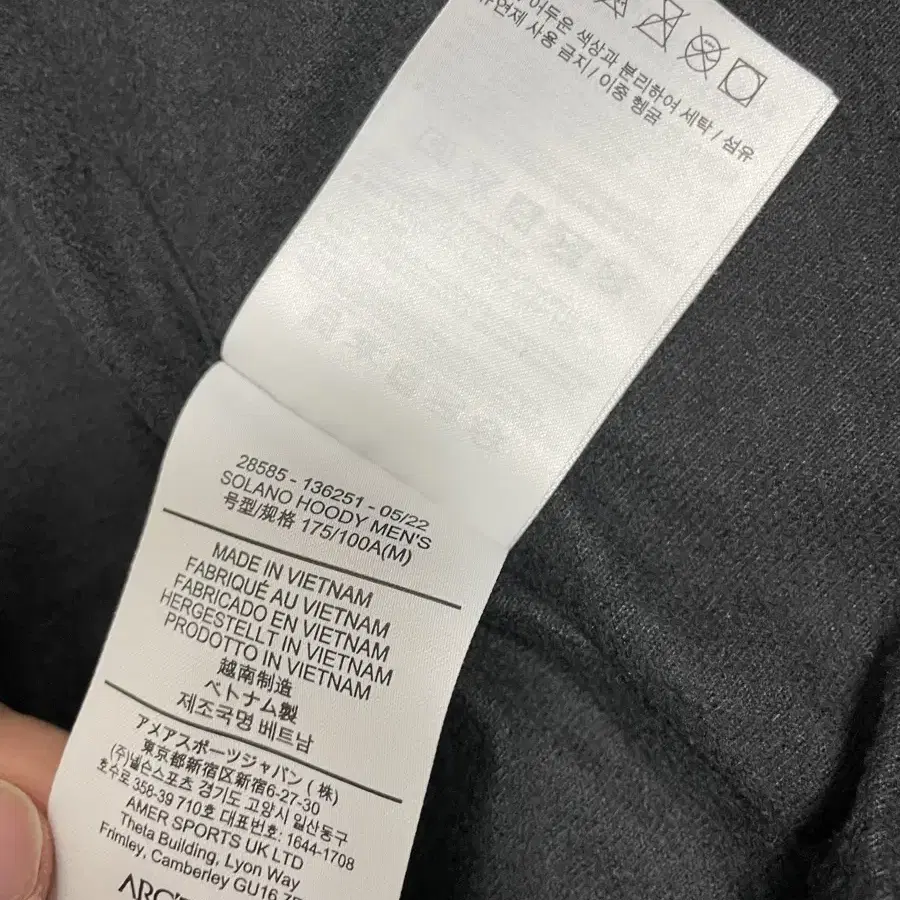 어두운 색상과 분리하여 세탁 / 섬유
유연제 사용 금지 / 이중 헹굼
28585 - 136251 - 05/22
SOLANO HOODY MEN'S
号型/规格 175/100A(M)
MADE IN VIETNAM
FABRIQUÉ AU VIETNAM
FABRICADO EN VIETNAM
HERGESTELLT IN VIETNAM
PRODOTTO IN VIETNAM
越南制造
ベトナム製
제조국명 베트남
アメアスポーツジャパン (株)
東京都新宿区新宿6-27-30
(주)넬슨스포츠 경기도 고양시 일산동구
호수로 358-39 710호 대표번호: 1644-1708
AMER SPORTS UK LTD
Theta Building, Lyon Way
Frimley, Camberley GU16